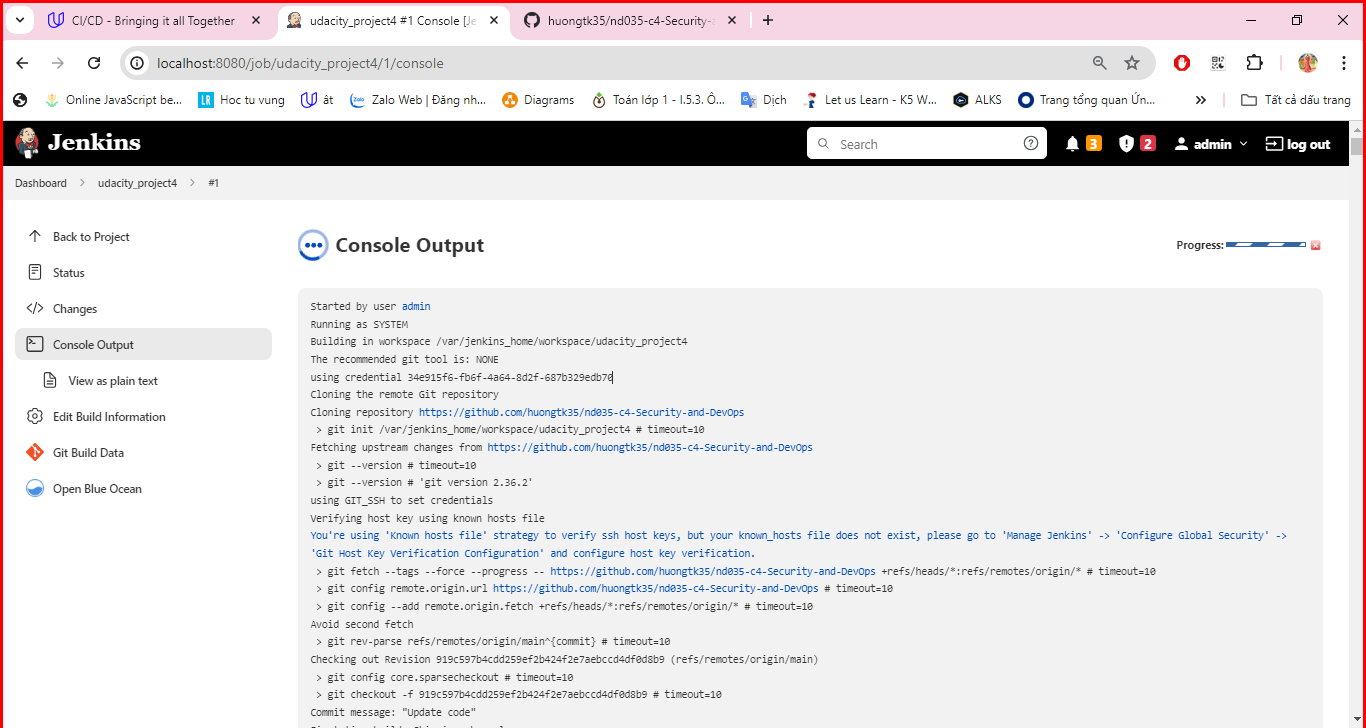 CI/CD - Bringing it all Together
udacity_project4 #1 Console [Je
huongtk35/nd035-c4-Security-a
localhost:8080/job/udacity_project4/1/console
Online JavaScript be...
LR
Hoc tu vung
ất
Zalo
Zalo Web | Đăng nh...
Diagrams
Toán lớp 1 - I.5.3. Ô...
Dịch
Let us Learn - K5 W...
ALKS
Trang tổng quan Ứn...
Tất cả dấu trang
Jenkins
Search
3
2
admin
log out
Dashboard
udacity_project4
#1
Back to Project
Status
Changes
Console Output
View as plain text
Edit Build Information
Git Build Data
Open Blue Ocean
Console Output
Progress:
Started by user admin
Running as SYSTEM
Building in workspace /var/jenkins_home/workspace/udacity_project4
The recommended git tool is: NONE
using credential 34e915f6-fb6f-4a64-8d2f-687b329edb70
Cloning the remote Git repository
Cloning repository https://github.com/huongtk35/nd035-c4-Security-and-DevOps
> git init /var/jenkins_home/workspace/udacity_project4 # timeout=10
Fetching upstream changes from https://github.com/huongtk35/nd035-c4-Security-and-DevOps
> git --version # timeout=10
> git --version # 'git version 2.36.2'
using GIT_SSH to set credentials
Verifying host key using known hosts file
You're using 'Known hosts file' strategy to verify ssh host keys, but your known_hosts file does not exist, please go to 'Manage Jenkins' -> 'Configure Global Security' ->
'Git Host Key Verification Configuration' and configure host key verification.
> git fetch --tags --force --progress -- https://github.com/huongtk35/nd035-c4-Security-and-DevOps +refs/heads/*:refs/remotes/origin/* # timeout=10
> git config remote.origin.url https://github.com/huongtk35/nd035-c4-Security-and-DevOps # timeout=10
> git config --add remote.origin.fetch +refs/heads/*:refs/remotes/origin/* # timeout=10
Avoid second fetch
> git rev-parse refs/remotes/origin/main^{commit} # timeout=10
Checking out Revision 919c597b4cdd259ef2b424f2e7aebccd4df0d8b9 (refs/remotes/origin/main)
> git config core.sparsecheckout # timeout=10
> git checkout -f 919c597b4cdd259ef2b424f2e7aebccd4df0d8b9 # timeout=10
Commit message: "Update code"